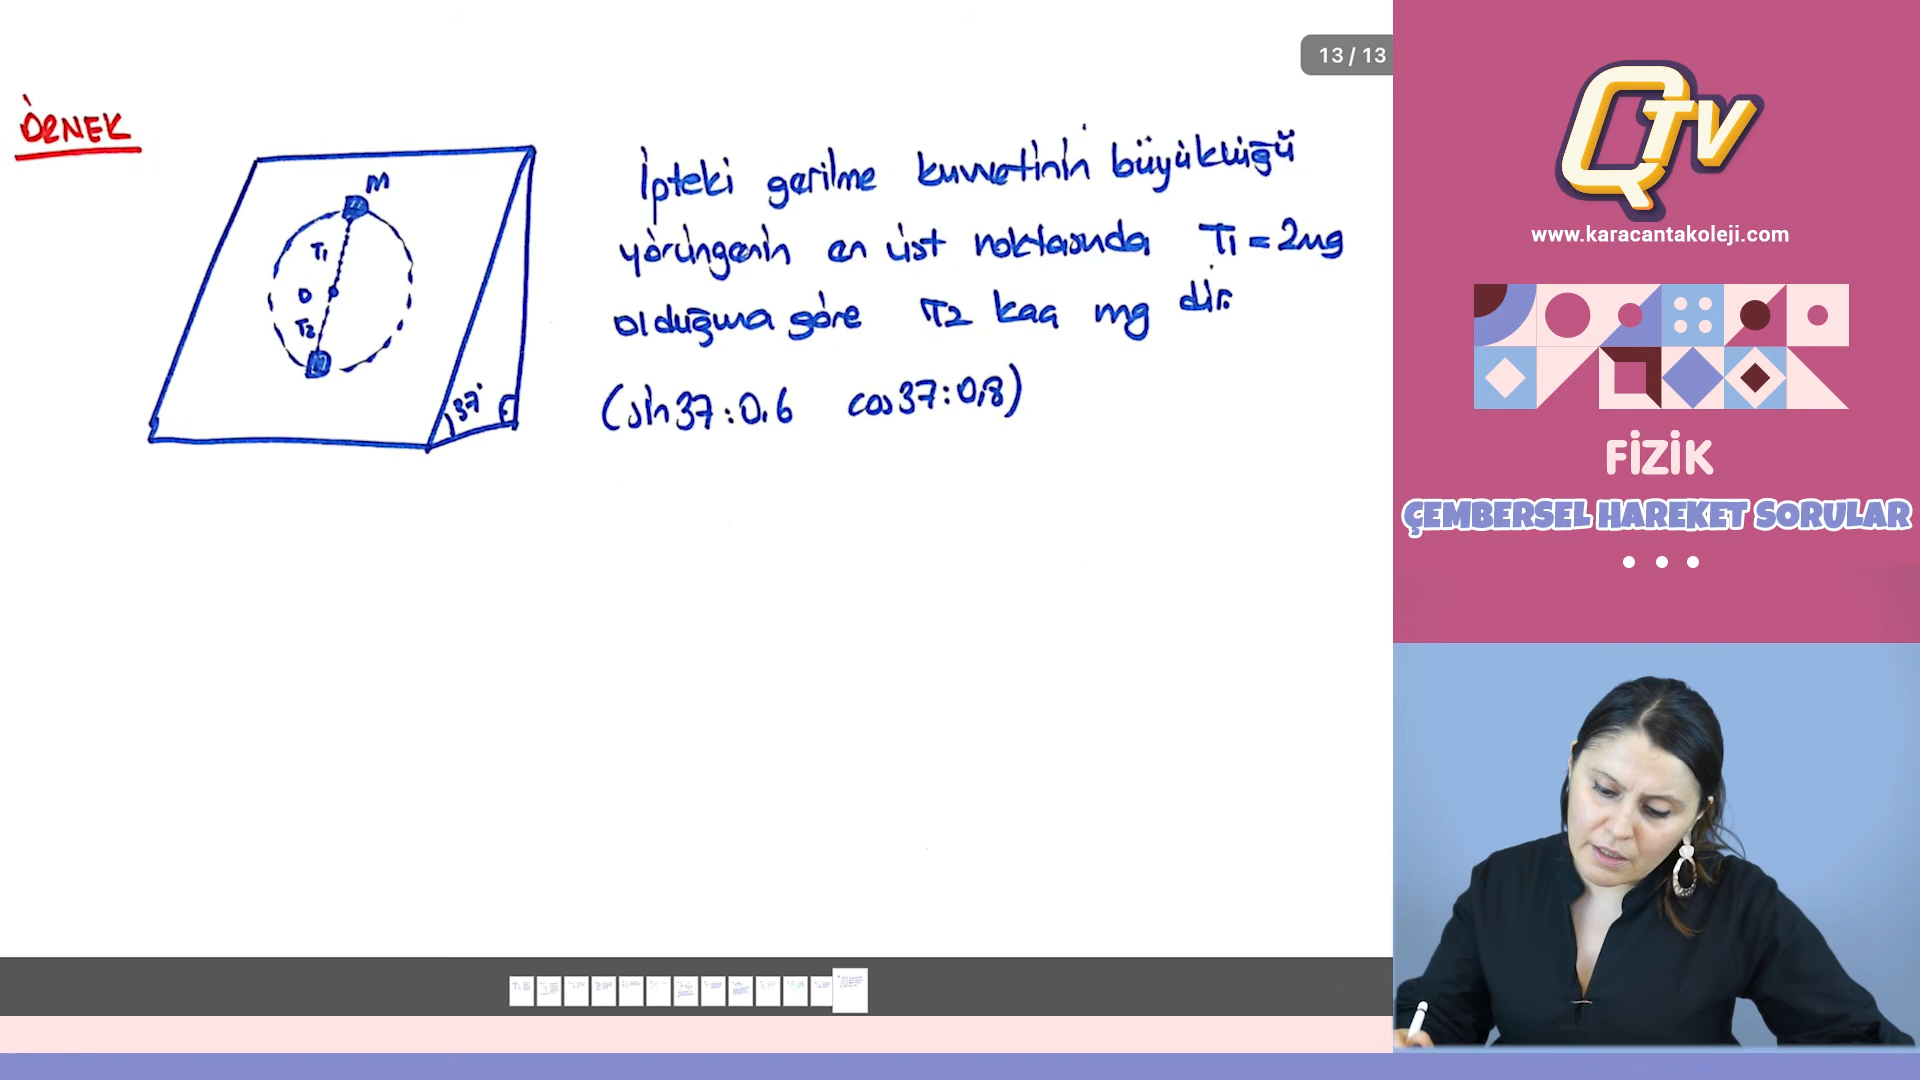 13 / 13
ÖRNEK
M
T1
O
T2
37°
İpteki gerilme kuvvetinin büyüklüğü
yörüngenin en üst noktasında T1 = 2mg
olduğuna göre T2 kaç mg dir.
(sin37:0,6 cos37:0,8)
QTV
www.karacantakoleji.com
FİZİK
ÇEMBERSEL HAREKET SORULAR